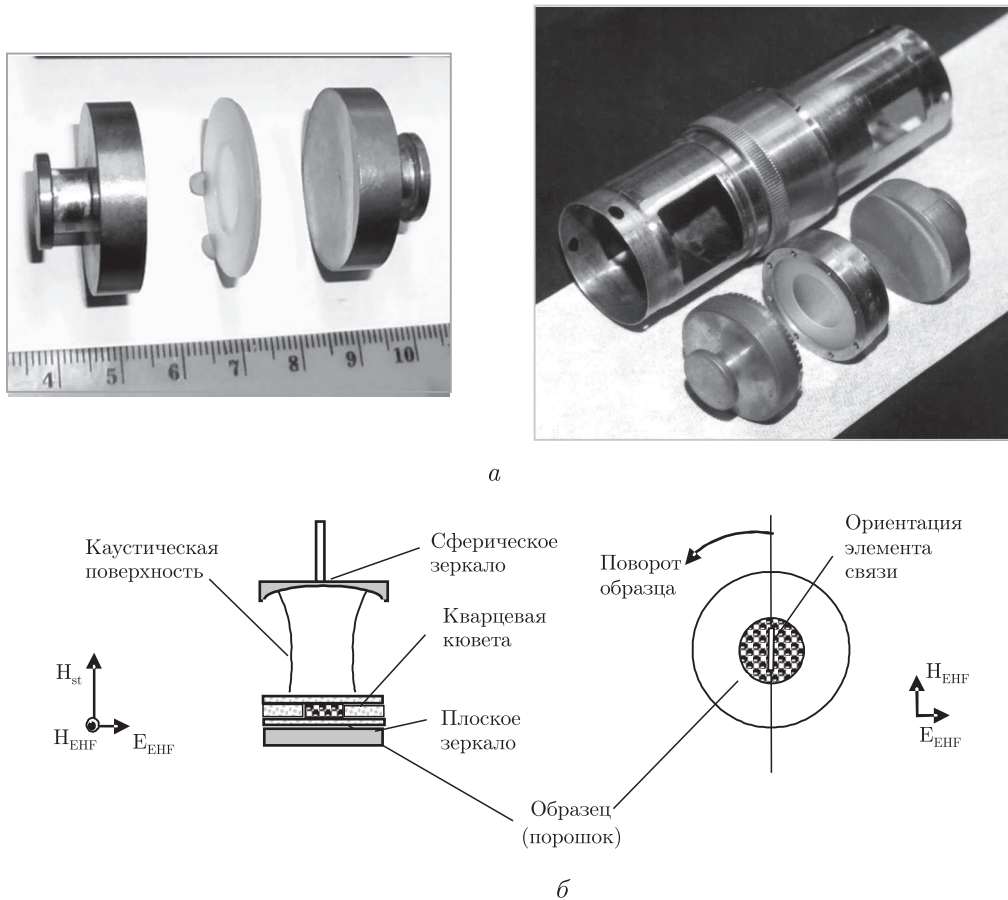 4 5 6 7 8 9 10
а
Каустическая
поверхность
Сферическое
зеркало
Кварцевая
кювета
Плоское
зеркало
H_st
H_EHF
E_EHF
Образец
(порошок)
Поворот
образца
Ориентация
элемента
связи
H_EHF
E_EHF
б